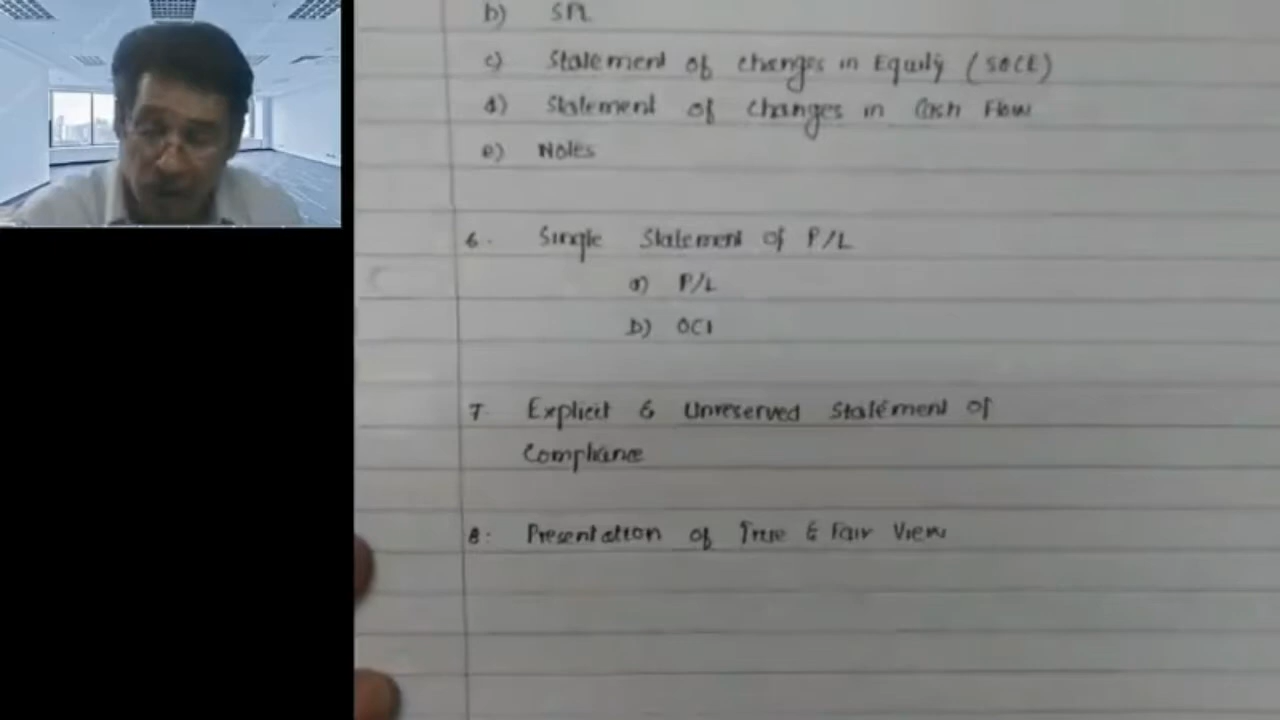 b) SPL
c) Statement of changes in Equity (SOCE)
d) Statement of changes in Cash Flow
e) Notes
6. Single Statement of P/L
a) P/L
b) OCI
7 Explicit & Unreserved Statement of
Compliance
8: Presentation of True & Fair View